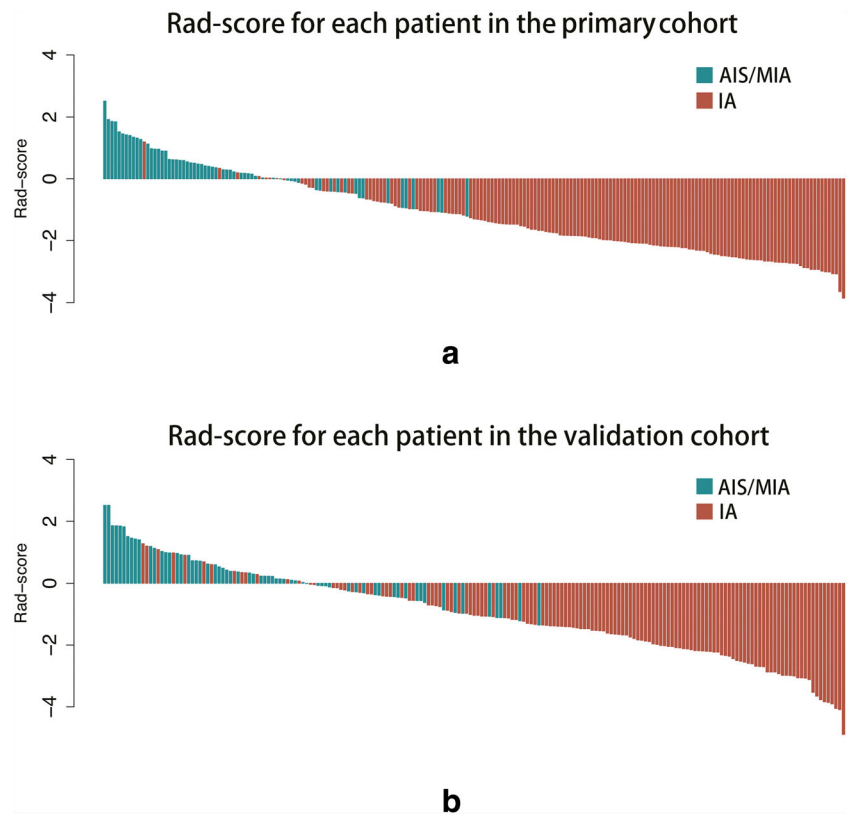 Rad-score for each patient in the primary cohort
4
2
0
−2
−4
Rad−score
AIS/MIA
IA
a
Rad-score for each patient in the validation cohort
4
2
0
−2
−4
Rad−score
AIS/MIA
IA
b